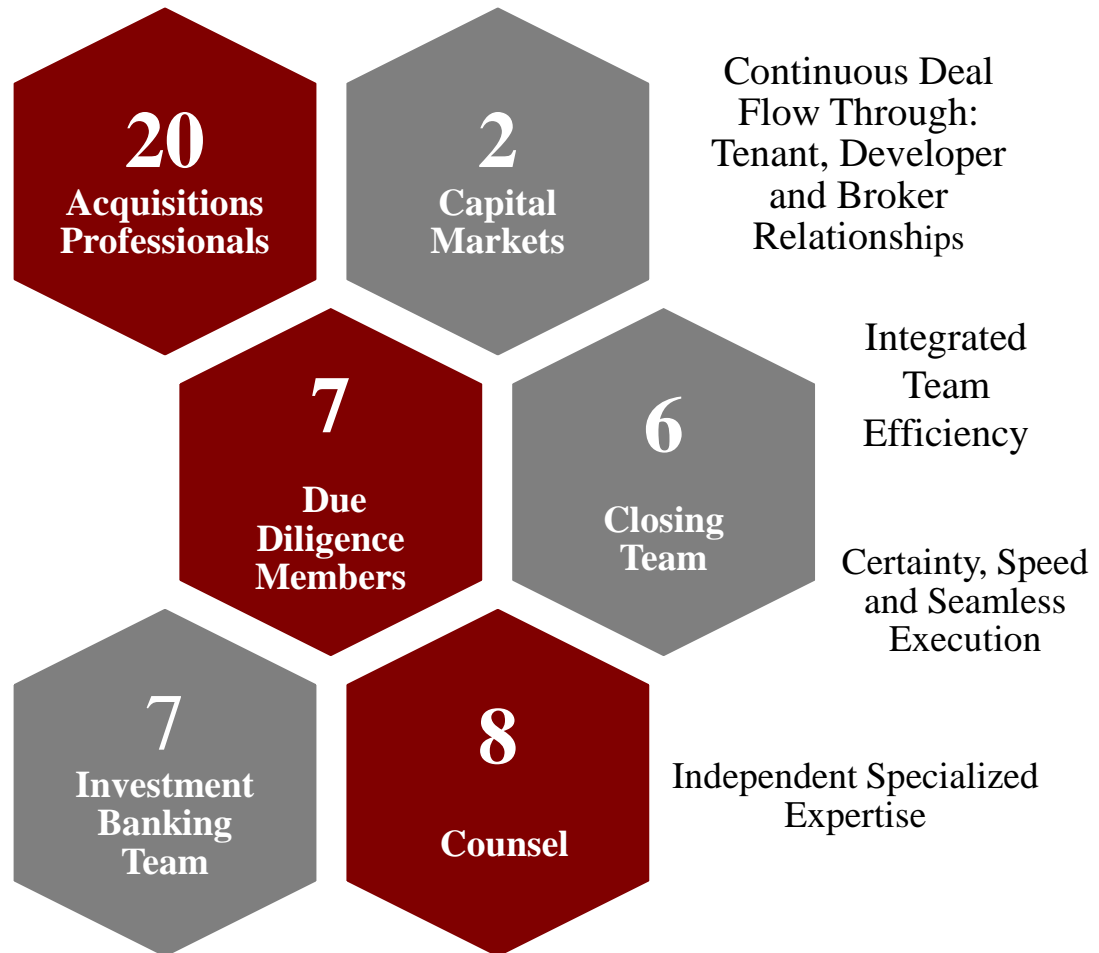 20
Acquisitions
Professionals
2
Capital
Markets
Continuous Deal
Flow Through:
Tenant, Developer
and Broker
Relationships
7
Due
Diligence
Members
6
Closing
Team
Integrated
Team
Efficiency
Certainty, Speed
and Seamless
Execution
7
Investment
Banking
Team
8
Counsel
Independent Specialized
Expertise